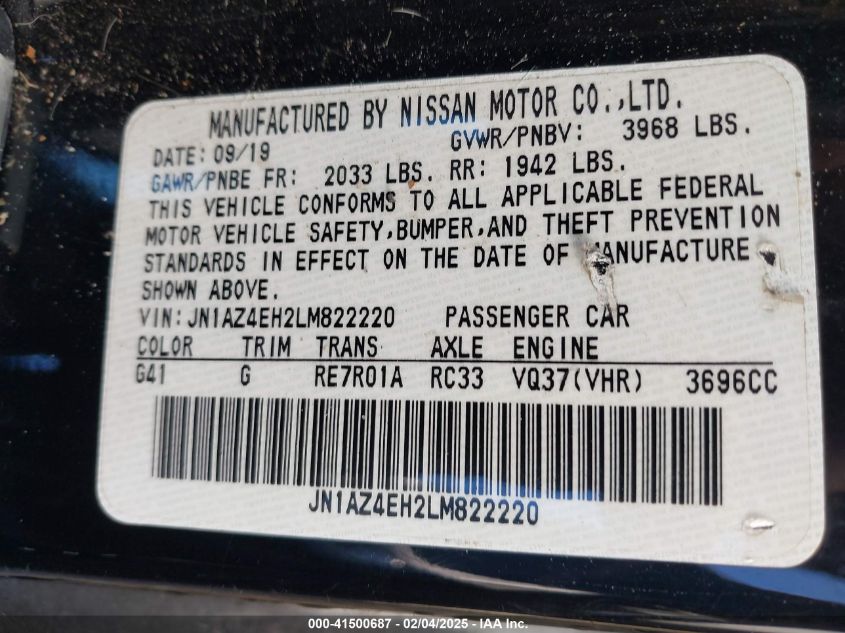 MANUFACTURED BY NISSAN MOTOR CO.,LTD.
DATE: 09/19 GVWR/PNBV: 3968 LBS.
GAWR/PNBE FR: 2033 LBS. RR: 1942 LBS.
THIS VEHICLE CONFORMS TO ALL APPLICABLE FEDERAL
MOTOR VEHICLE SAFETY,BUMPER,AND THEFT PREVENTION
STANDARDS IN EFFECT ON THE DATE OF MANUFACTURE
SHOWN ABOVE.
VIN:JN1AZ4EH2LM822220 PASSENGER CAR
COLOR TRIM TRANS AXLE ENGINE
G41 G RE7R01A RC33 VQ37(VHR) 3696CC
JN1AZ4EH2LM822220
000-41500687 - 02/04/2025 - IAAI Inc.